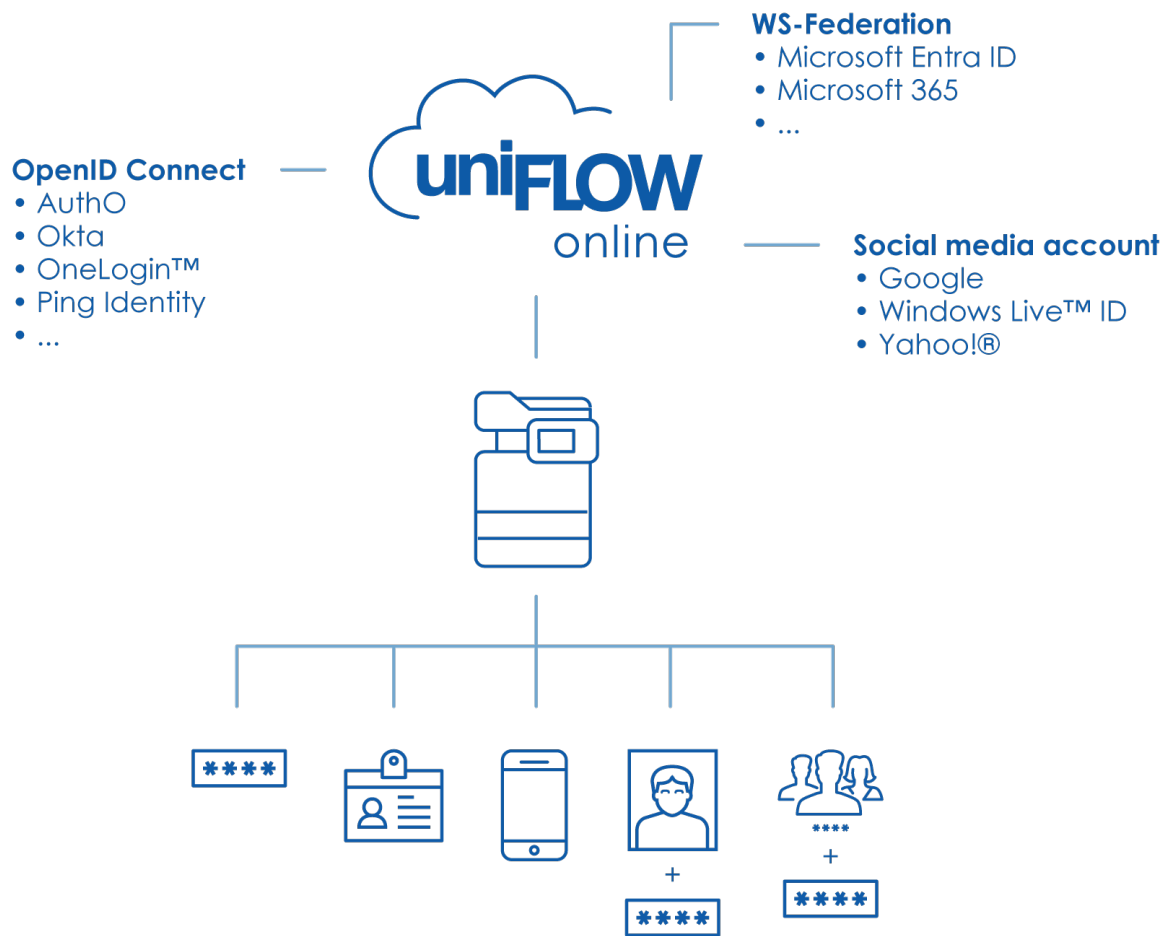 WS-Federation
• Microsoft Entra ID
• Microsoft 365
• ...
uniFLOW
online
OpenID Connect
• AuthO
• Okta
• OneLogin™
• Ping Identity
• ...
Social media account
• Google
• Windows Live™ ID
• Yahoo!®
****
****
+
****
+
****